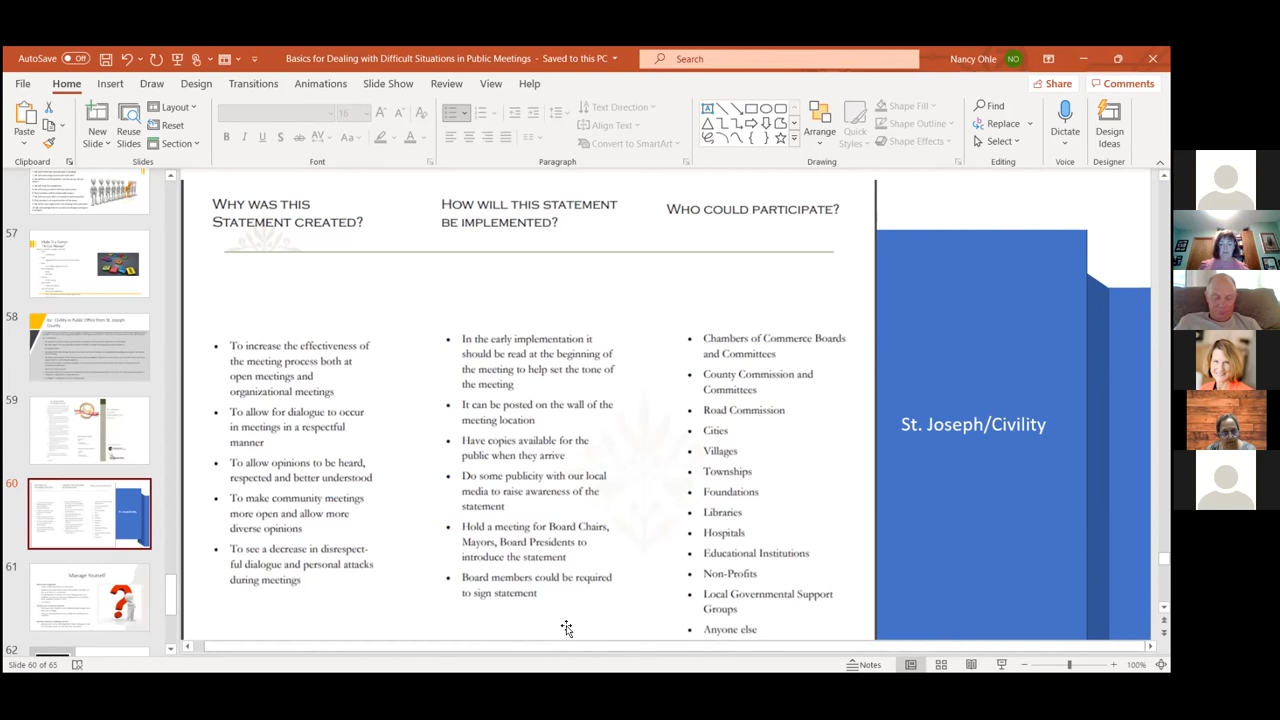 AutoSave Off
Basics for Dealing with Difficult Situations in Public Meetings - Saved to this PC
Search
Nancy Ohle NO
File Home Insert Draw Design Transitions Animations Slide Show Review View Help
Share Comments
Paste
New Slide
Reuse Slides
Layout
Reset
Section
16
Text Direction
Align Text
Convert to SmartArt
Arrange
Quick Styles
Shape Fill
Shape Outline
Shape Effects
Find
Replace
Select
Dictate
Design Ideas
Clipboard Slides Font Paragraph Drawing Editing Voice Designer
57
58
59
60
61
Manage Yourself
62
WHY WAS THIS
STATEMENT CREATED?
To increase the effectiveness of
the meeting process both at
open meetings and
organizational meetings
To allow for dialogue to occur
in meetings in a respectful
manner
To allow opinions to be heard,
respected and better understood
To make community meetings
more open and allow more
diverse opinions
• To see a decrease in disrespect-
ful dialogue and personal attacks
during meetings
HOW WILL THIS STATEMENT
BE IMPLEMENTED?
• In the early implementation it
should be read at the beginning of
the meeting to help set the tone of
the meeting
• It can be posted on the wall of the
meeting location
• Have copies available for the
public when they arrive
• Do some publicity with our local
media to raise awareness of the
statement
• Hold a meeting for Board Chairs,
Mayors, Board Presidents to
introduce the statement
• Board members could be required
to sign statement
WHO COULD PARTICIPATE?
• Chambers of Commerce Boards
and Committees
• County Commission and
Committees
• Road Commission
• Cities
• Villages
• Townships
• Foundations
• Libraries
• Hospitals
• Educational Institutions
• Non-Profits
• Local Governmental Support
Groups
• Anyone else
St. Joseph/Civility
Slide 60 of 65
Notes
100%